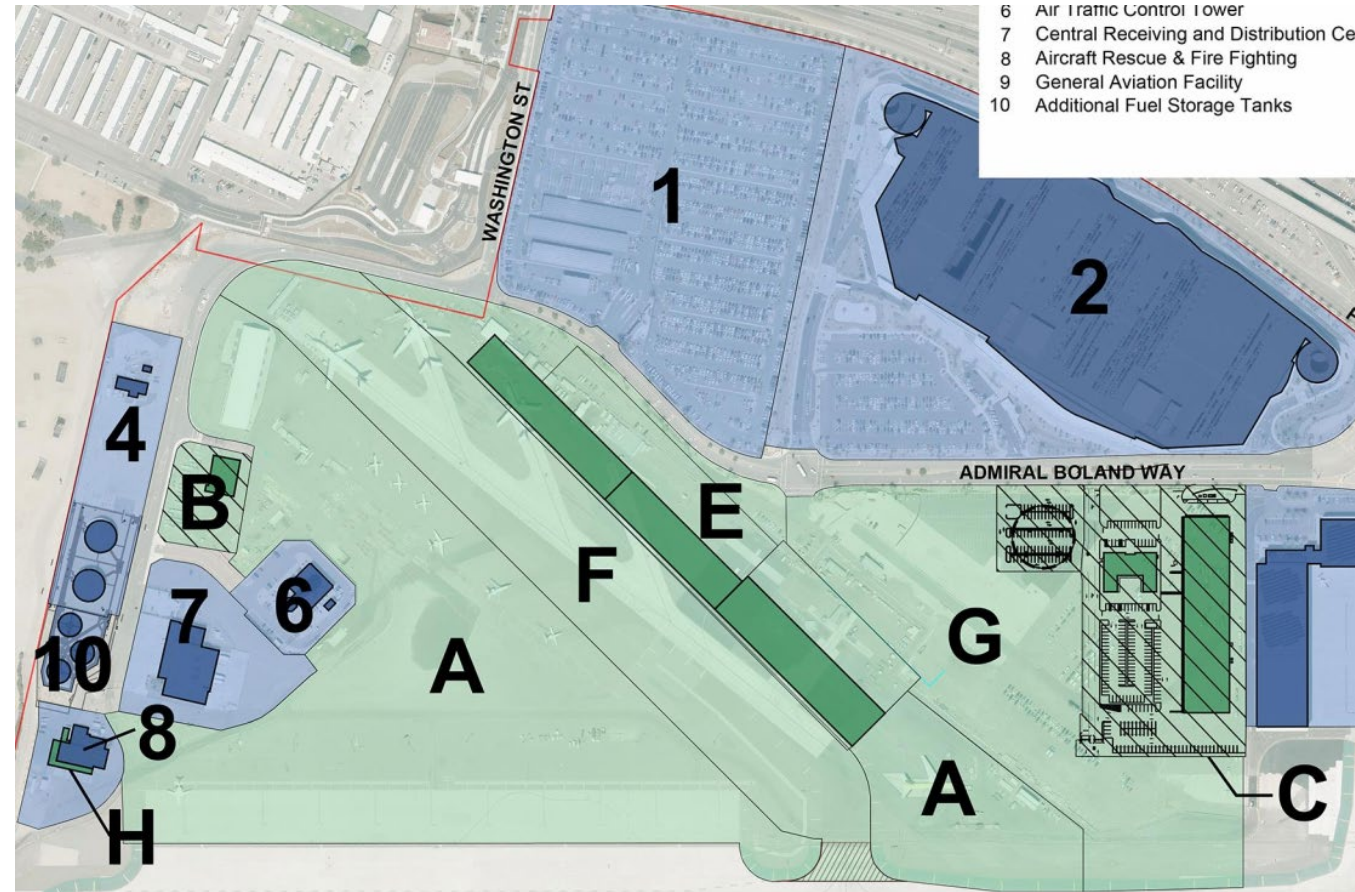 6 Air Traffic Control Tower
7 Central Receiving and Distribution Ce
8 Aircraft Rescue & Fire Fighting
9 General Aviation Facility
10 Additional Fuel Storage Tanks
WASHINGTON ST
1
2
4
ADMIRAL BOLAND WAY
B
E
F
6
7
G
10
A
8
A
C
H